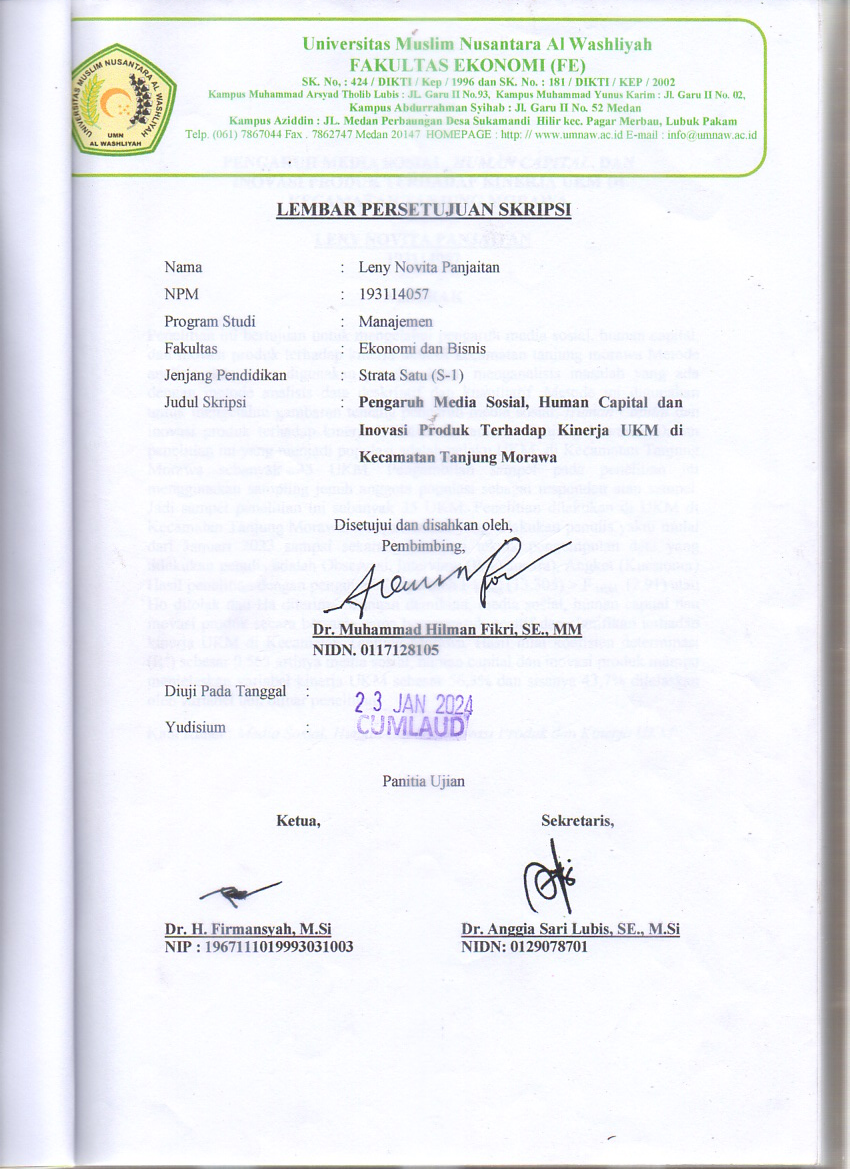 Universitas Muslim Nusantara Al Washliyah
FAKULTAS EKONOMI (FE)
SK. No, : 424 / DIKTI / Kep / 1996 dan SK. No. : 181 / DIKTI / KEP / 2002
Kampus Muhammad Arsyad Tholib Lubis : JL. Garu II No.93, Kampus Muhammad Yunus Karim : Jl. Garu II No. 02,
Kampus Abdurrahman Syihab : Jl. Garu II No. 52 Medan
Kampus Aziddin : JL. Medan Perbaungan Desa Sukamandi Hilir kec. Pagar Merbau, Lubuk Pakam
Telp. (061) 7867044 Fax . 7862747 Medan 20147 HOMEPAGE : http: // www.umnaw.ac.id E-mail : info@umnaw.ac.id
UNIVERSITAS MUSLIM NUSANTARA AL WASHLIYAH
UMN
AL WASHLIYAH
LEMBAR PERSETUJUAN SKRIPSI
Nama : Leny Novita Panjaitan
NPM : 193114057
Program Studi : Manajemen
Fakultas : Ekonomi dan Bisnis
Jenjang Pendidikan : Strata Satu (S-1)
Judul Skripsi : Pengaruh Media Sosial, Human Capital dan
Inovasi Produk Terhadap Kinerja UKM di
Kecamatan Tanjung Morawa
Disetujui dan disahkan oleh,
Pembimbing,
Dr. Muhammad Hilman Fikri, SE., MM
NIDN. 0117128105
Diuji Pada Tanggal : 23 JAN 2024
Yudisium : CUMLAUD
Panitia Ujian
Ketua, Sekretaris,
Dr. H. Firmansyah, M.Si Dr. Anggia Sari Lubis, SE., M.Si
NIP : 1967111019993031003 NIDN: 0129078701